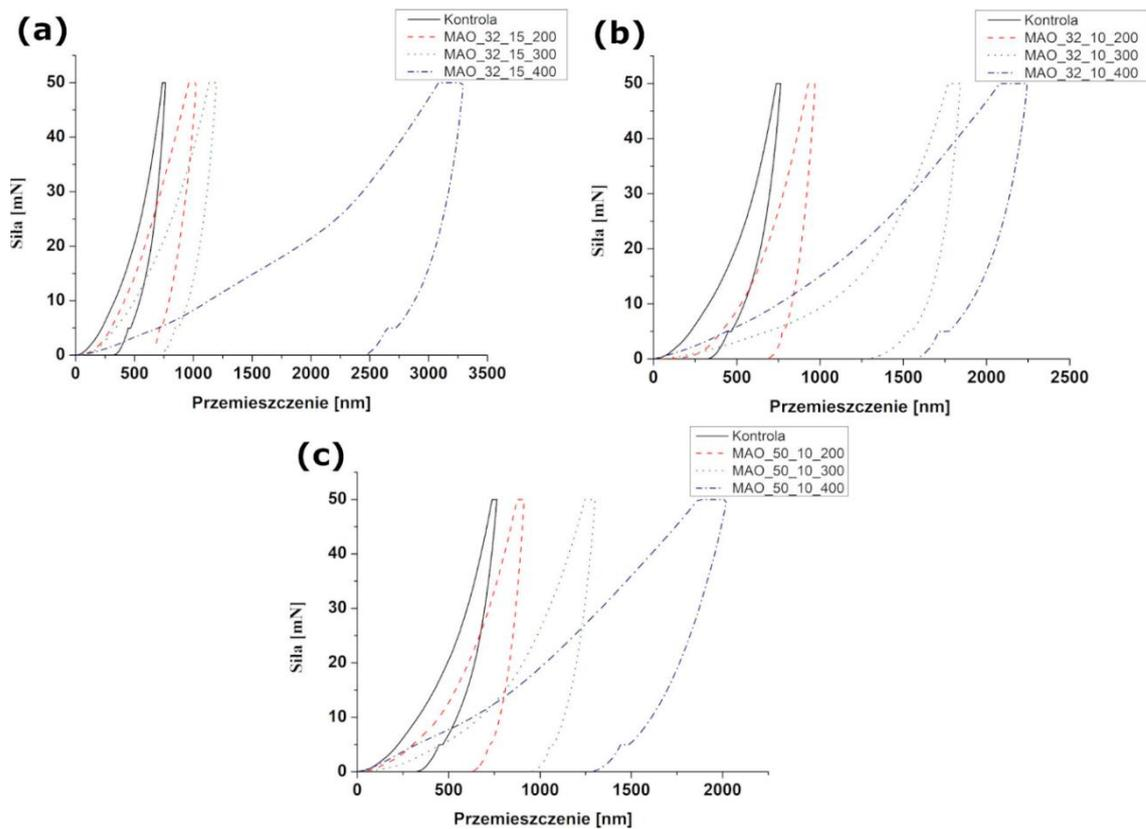 (a)
Kontrola
MAO_32_15_200
MAO_32_15_300
MAO_32_15_400
50
40
30
20
10
0
Siła [mN]
0 500 1000 1500 2000 2500 3000 3500
Przemieszczenie [nm]
(b)
Kontrola
MAO_32_10_200
MAO_32_10_300
MAO_32_10_400
50
40
30
20
10
0
Siła [mN]
0 500 1000 1500 2000 2500
Przemieszczenie [nm]
(c)
Kontrola
MAO_50_10_200
MAO_50_10_300
MAO_50_10_400
50
40
30
20
10
0
Siła [mN]
0 500 1000 1500 2000
Przemieszczenie [nm]